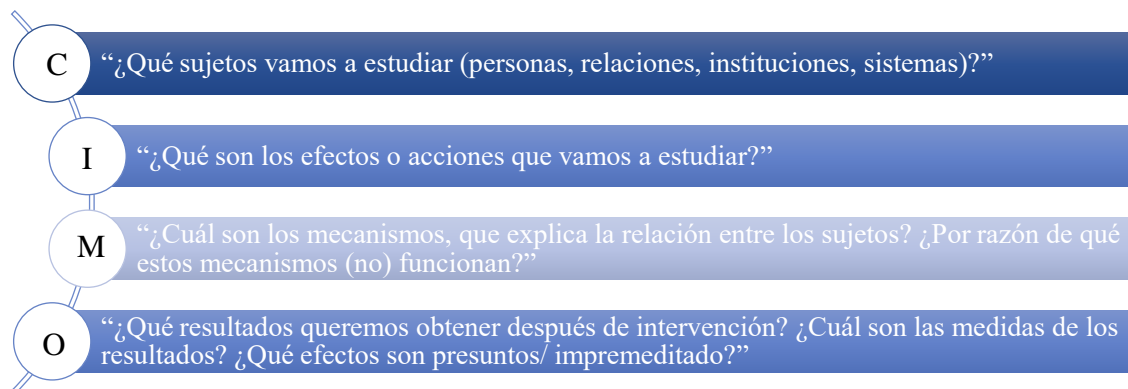 C
“¿Qué sujetos vamos a estudiar (personas, relaciones, instituciones, sistemas)?”
I
“¿Qué son los efectos o acciones que vamos a estudiar?”
M
“¿Cuál son los mecanismos, que explica la relación entre los sujetos? ¿Por razón de qué
estos mecanismos (no) funcionan?”
O
“¿Qué resultados queremos obtener después de intervención? ¿Cuál son las medidas de los
resultados? ¿Qué efectos son presuntos/ impremeditado?”